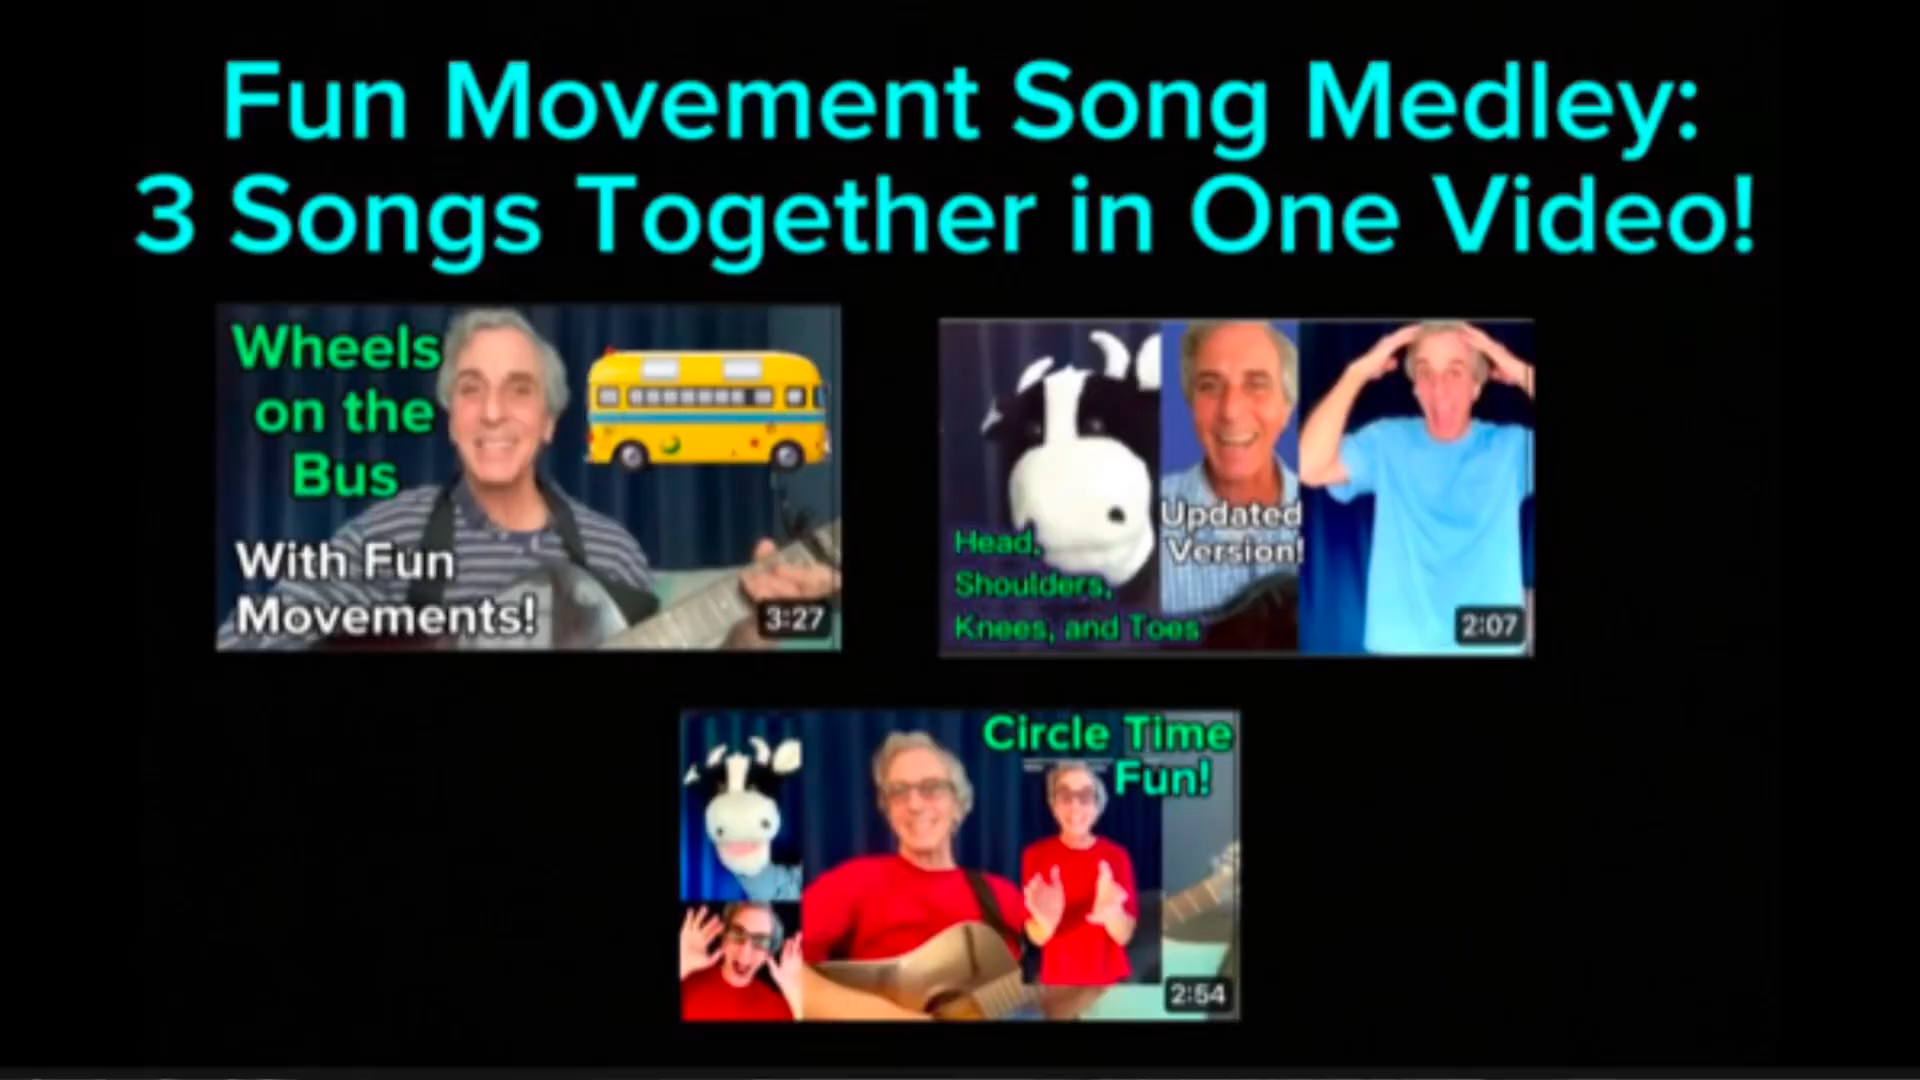 Fun Movement Song Medley:
3 Songs Together in One Video!
Wheels
on the
Bus
With Fun
Movements!
3:27
Head,
Shoulders,
Knees, and Toes
Updated
Version!
2:07
Circle Time
Fun!
2:54